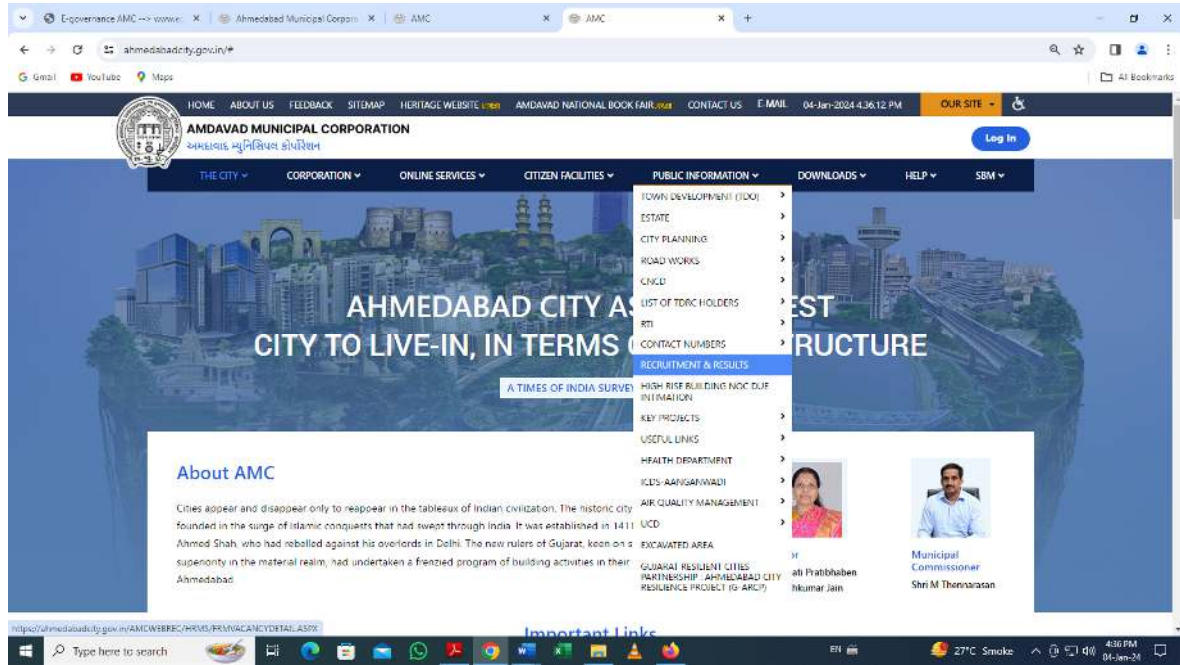 E-governance AMC --> www.e
Ahmedabad Municipal Corpora
AMC
AMC
ahmedabadcity.gov.in/#
Gmail YouTube Maps All Bookmarks
HOME ABOUT US FEEDBACK SITEMAP HERITAGE WEBSITE AMDAVAD NATIONAL BOOK FAIR CONTACT US E-MAIL 04-Jan-2024 4:36:12 PM OUR SITE
AMDAVAD MUNICIPAL CORPORATION
અમદાવાદ મ્યુનિસિપલ કોર્પોરેશન
Log In
THE CITY CORPORATION ONLINE SERVICES CITIZEN FACILITIES PUBLIC INFORMATION DOWNLOADS HELP SBM
TOWN DEVELOPMENT (TDO)
ESTATE
CITY PLANNING
ROAD WORKS
CNCD
LIST OF TDRC HOLDERS
RTI
CONTACT NUMBERS
RECRUITMENT & RESULTS
HIGH RISE BUILDING NOC DUE
INTIMATION
KEY PROJECTS
USEFUL LINKS
HEALTH DEPARTMENT
ICDS-AANGANWADI
AIR QUALITY MANAGEMENT
UCD
EXCAVATED AREA
GUJARAT RESILIENT CITIES
PARTNERSHIP : AHMEDABAD CITY
RESILIENCE PROJECT (G-ARCP)
AHMEDABAD CITY EST
CITY TO LIVE-IN, IN TERMS RUCTURE
A TIMES OF INDIA SURVEY
About AMC
Cities appear and disappear only to reappear in the tableaux of Indian civilization. The historic city
founded in the surge of Islamic conquests that had swept through India. It was established in 1411
Ahmed Shah, who had rebelled against his overlords in Delhi. The new rulers of Gujarat, keen on s
superiority in the material realm, had undertaken a frenzied program of building activities in their
Ahmedabad
or
ati Pratibhaben
hkumar Jain
Municipal
Commissioner
Shri M Thennarasan
Important Links
https://ahmedabadcity.gov.in/AMCWEBREC/HRMS/FRMVACANCYDETAIL.ASPX
Type here to search
EN
27°C Smoke
4:36 PM
04-Jan-24